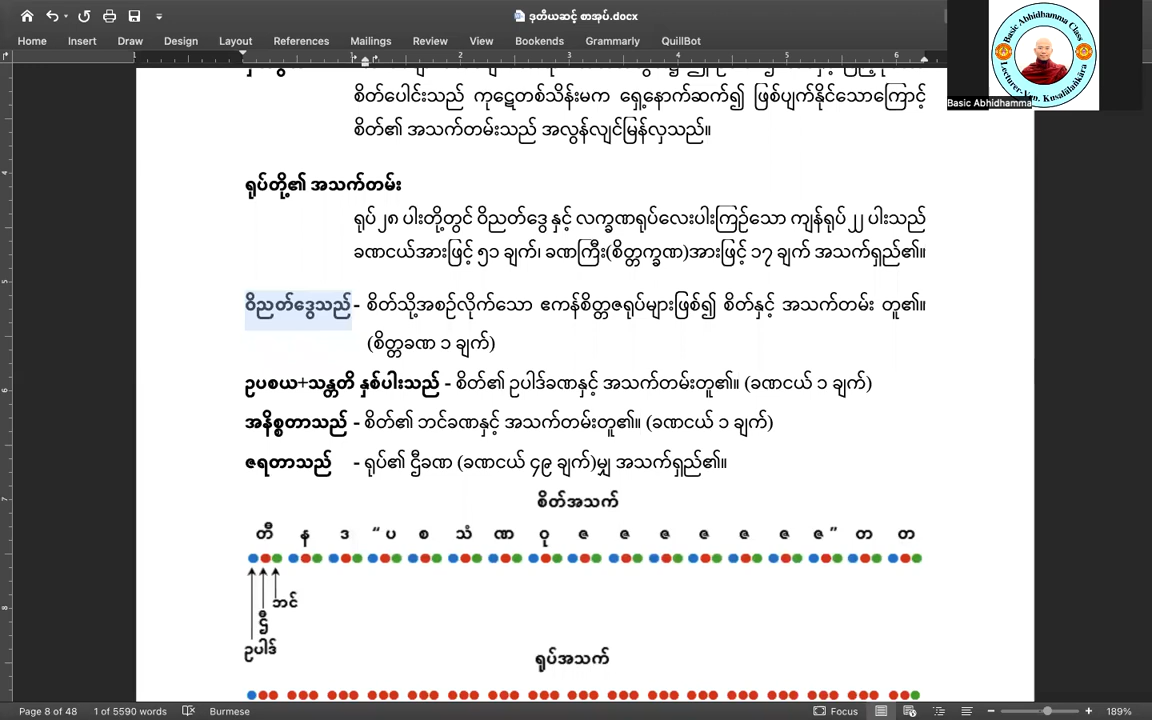 ဒုတိယဆင့် စာအုပ်.docx
Home Insert Draw Design Layout References Mailings Review View Bookends Grammarly QuillBot
Basic Abhidhamma Class
Lecturer-Ven. Kusalālaṅkāra
Basic Abhidhamma
စိတ်ပေါင်းသည် ကုဋေတစ်သိန်းမက ရှေ့နောက်ဆက်၍ ဖြစ်ပျက်နိုင်သောကြောင့်
စိတ်၏ အသက်တမ်းသည် အလွန်လျင်မြန်လှသည်။
ရုပ်တို့၏ အသက်တမ်း
ရုပ်၂၈ ပါးတို့တွင် ဝိညတ်ဒွေ နှင့် လက္ခဏရုပ်လေးပါးကြဉ်သော ကျန်ရုပ်၂၂ ပါးသည်
ခဏငယ်အားဖြင့် ၅၁ ချက်၊ ခဏကြီး(စိတ္တက္ခဏ)အားဖြင့် ၁၇ ချက် အသက်ရှည်၏။
ဝိညတ်ဒွေသည် - စိတ်သို့အစဉ်လိုက်သော ဧကန်စိတ္တဇရုပ်များဖြစ်၍ စိတ်နှင့် အသက်တမ်း တူ၏။
(စိတ္တခဏ ၁ ချက်)
ဥပစယ+သန္တတိ နှစ်ပါးသည် - စိတ်၏ ဥပါဒ်ခဏနှင့် အသက်တမ်းတူ၏။ (ခဏငယ် ၁ ချက်)
အနိစ္စတာသည် - စိတ်၏ ဘင်ခဏနှင့် အသက်တမ်းတူ၏။ (ခဏငယ် ၁ ချက်)
ဇရတာသည် - ရုပ်၏ ဌီခဏ (ခဏငယ် ၄၉ ချက်)မျှ အသက်ရှည်၏။
စိတ်အသက်
တီ န ဒ “ ပ စ သံ ဏ ဝု ဇ ဇ ဇ ဇ ဇ ဇ ဇ ” တ တ
ဘင်
ဌီ
ဥပါဒ်
ရုပ်အသက်
Page 8 of 48 1 of 5590 words Burmese Focus 189%